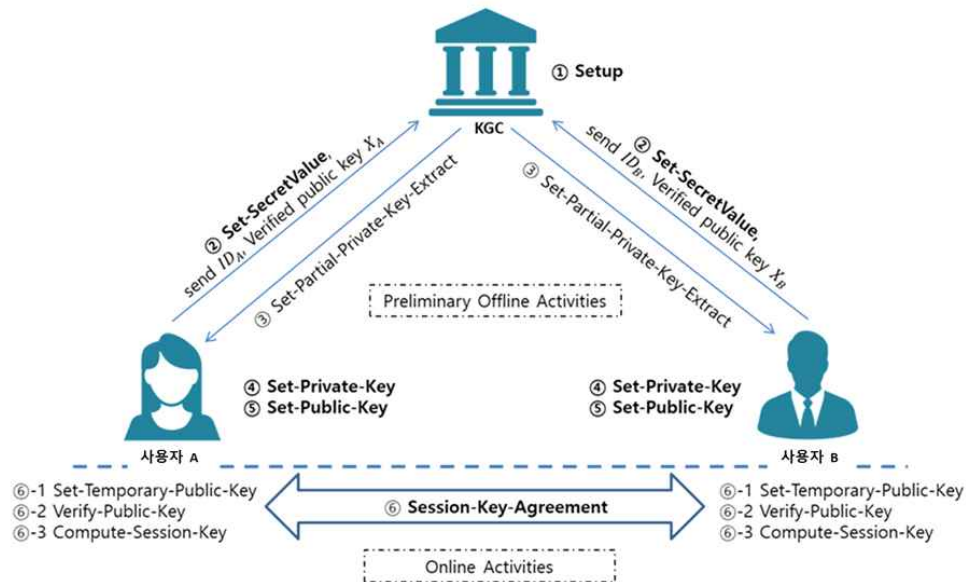 ① Setup
KGC
② Set-SecretValue,
send ID_A, Verified public key X_A
③ Set-Partial-Private-Key-Extract
② Set-SecretValue,
send ID_B, Verified public key X_B
③ Set-Partial-Private-Key-Extract
Preliminary Offline Activities
④ Set-Private-Key
⑤ Set-Public-Key
④ Set-Private-Key
⑤ Set-Public-Key
사용자 A
사용자 B
⑥-1 Set-Temporary-Public-Key
⑥-2 Verify-Public-Key
⑥-3 Compute-Session-Key
⑥ Session-Key-Agreement
⑥-1 Set-Temporary-Public-Key
⑥-2 Verify-Public-Key
⑥-3 Compute-Session-Key
Online Activities